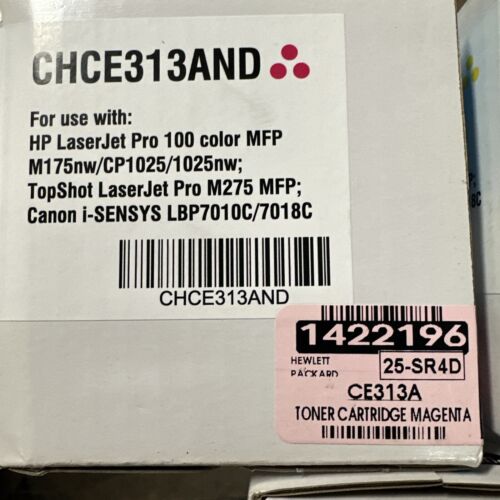 CHCE313AND
For use with:
HP LaserJet Pro 100 color MFP
M175nw/CP1025/1025nw;
TopShot LaserJet Pro M275 MFP;
Canon i-SENSYS LBP7010C/7018C
CHCE313AND
1422196
HEWLETT
PACKARD
25-SR4D
CE313A
TONER CARTRIDGE MAGENTA